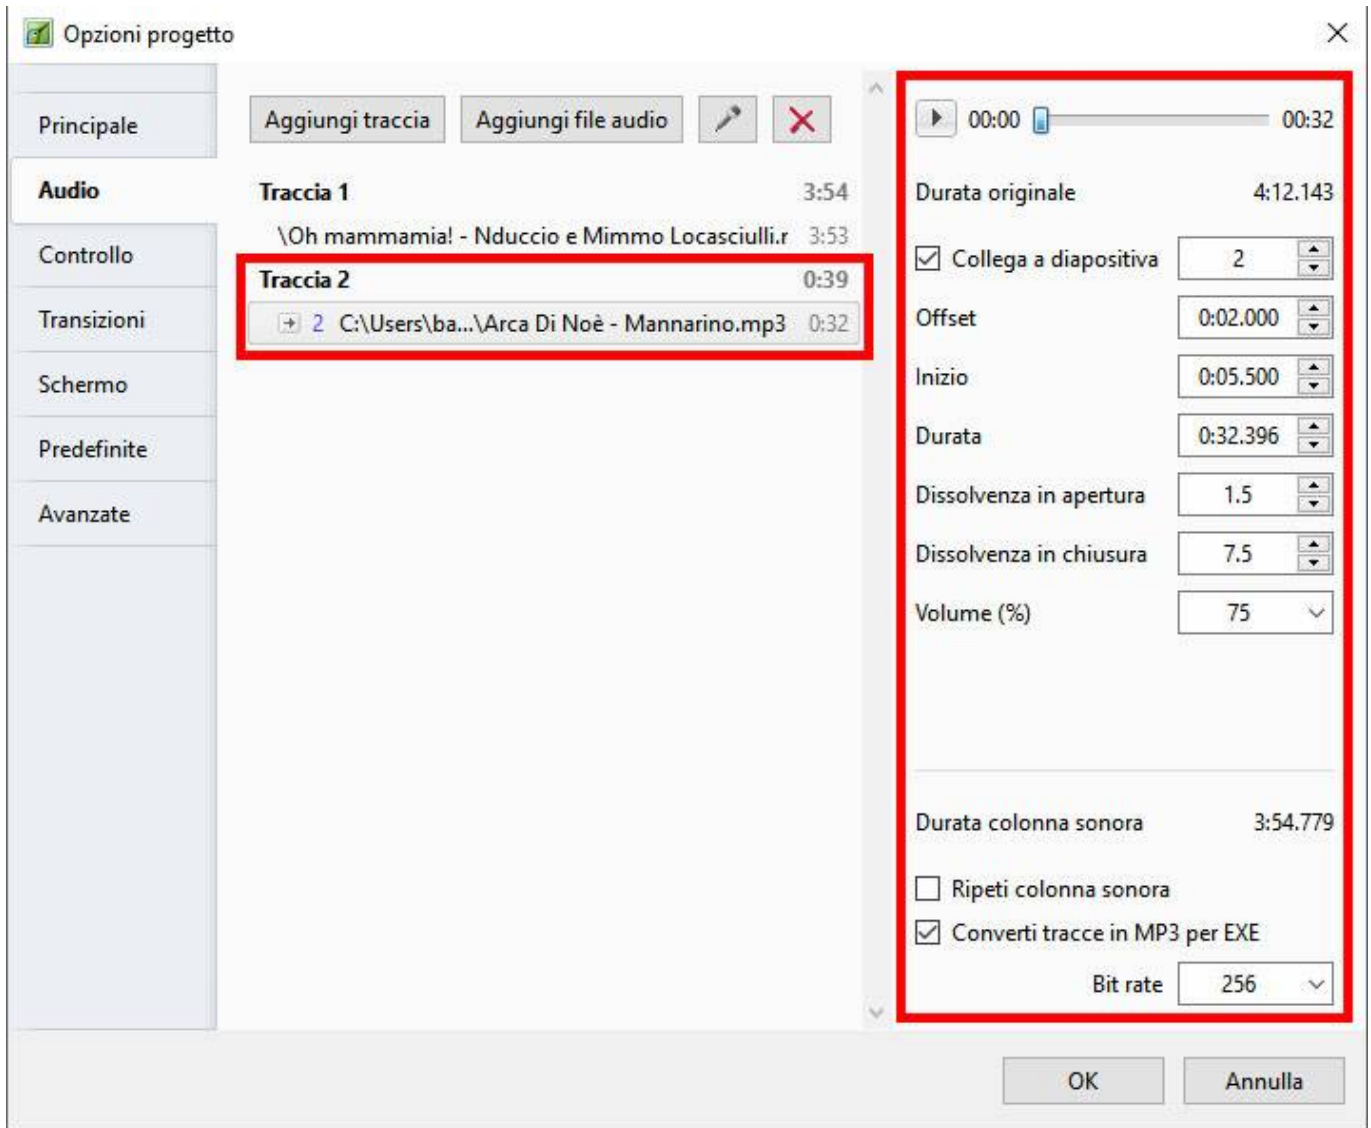 Opzioni progetto
Principale
Audio
Controllo
Transizioni
Schermo
Predefinite
Avanzate
Aggiungi traccia Aggiungi file audio
Traccia 1 3:54
\Oh mammamia! - Nduccio e Mimmo Locasciulli.r 3:53
Traccia 2 0:39
2 C:\Users\ba...\Arca Di Noè - Mannarino.mp3 0:32
00:00 00:32
Durata originale 4:12.143
Collega a diapositiva 2
Offset 0:02.000
Inizio 0:05.500
Durata 0:32.396
Dissolvenza in apertura 1.5
Dissolvenza in chiusura 7.5
Volume (%) 75
Durata colonna sonora 3:54.779
Ripeti colonna sonora
Converti tracce in MP3 per EXE
Bit rate 256
OK Annulla